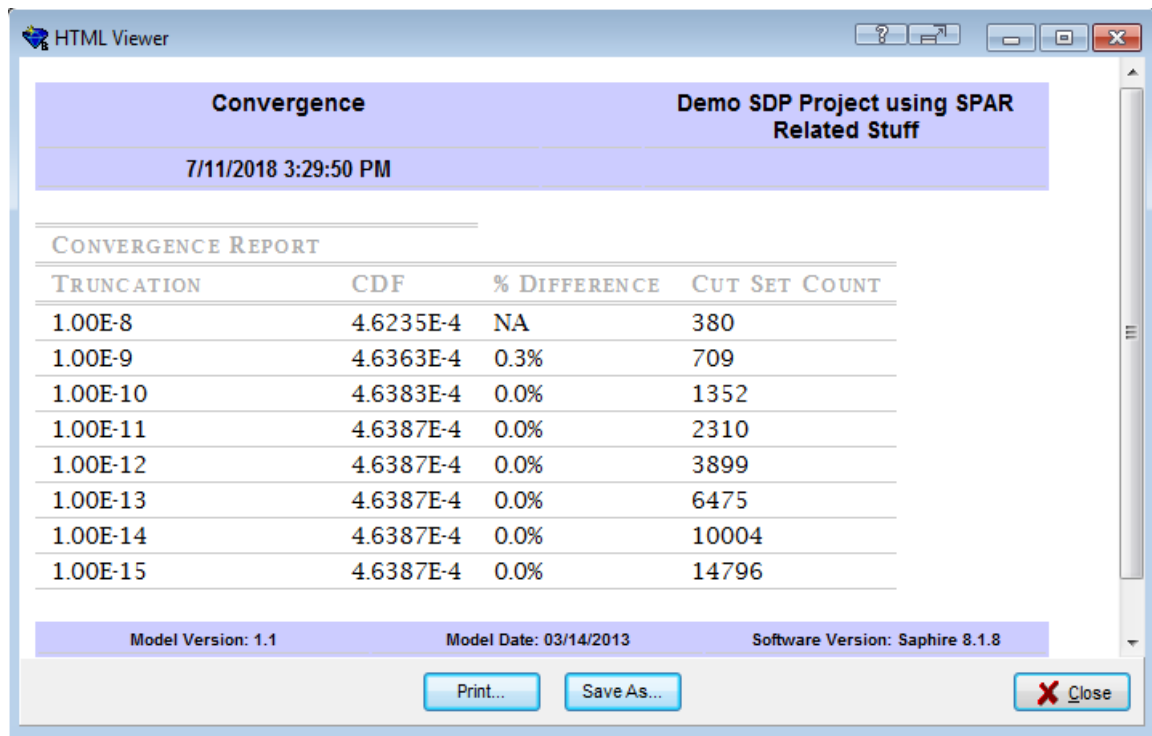 HTML Viewer
Convergence
Demo SDP Project using SPAR
Related Stuff
7/11/2018 3:29:50 PM
CONVERGENCE REPORT
TRUNCATION CDF % DIFFERENCE CUT SET COUNT
1.00E-8 4.6235E-4 NA 380
1.00E-9 4.6363E-4 0.3% 709
1.00E-10 4.6383E-4 0.0% 1352
1.00E-11 4.6387E-4 0.0% 2310
1.00E-12 4.6387E-4 0.0% 3899
1.00E-13 4.6387E-4 0.0% 6475
1.00E-14 4.6387E-4 0.0% 10004
1.00E-15 4.6387E-4 0.0% 14796
Model Version: 1.1 Model Date: 03/14/2013 Software Version: Saphire 8.1.8
Print... Save As... Close